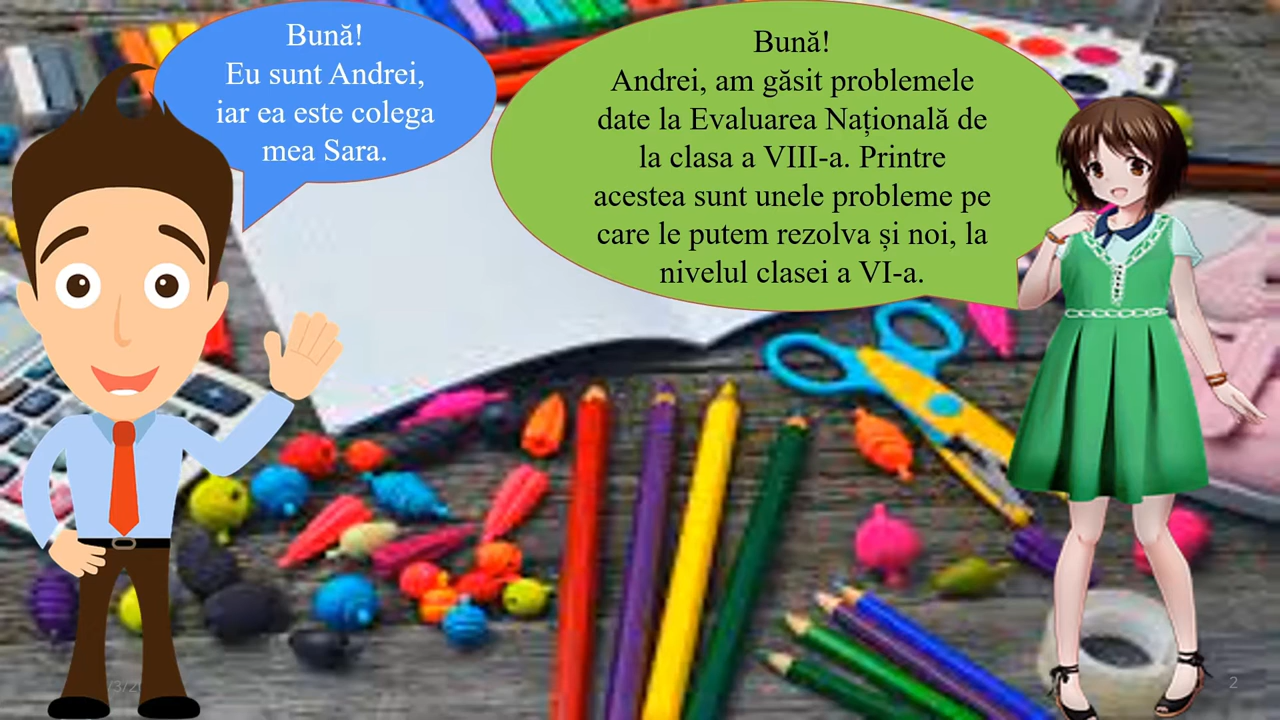 Bună!
Eu sunt Andrei,
iar ea este colega
mea Sara.
Bună!
Andrei, am găsit problemele
date la Evaluarea Națională de
la clasa a VIII-a. Printre
acestea sunt unele probleme pe
care le putem rezolva și noi, la
nivelul clasei a VI-a.
2